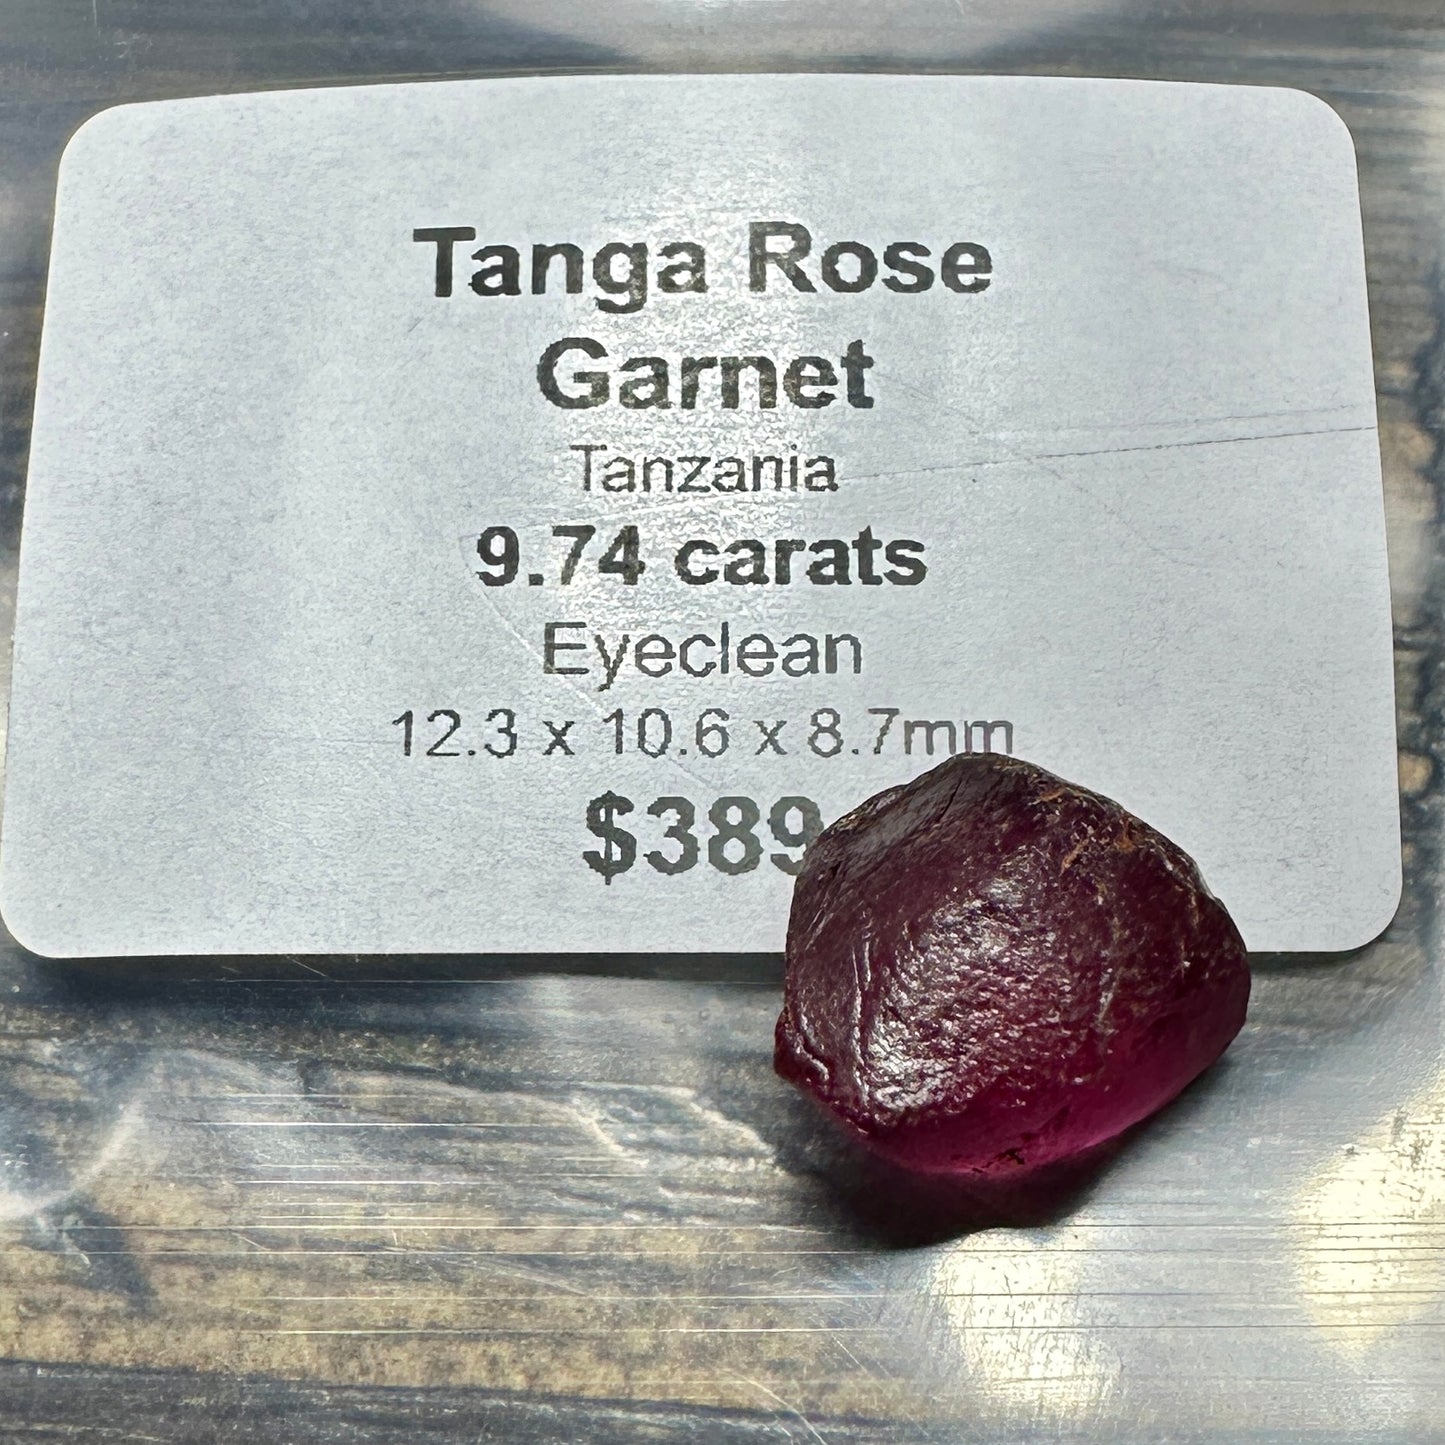 Tanga Rose
Garnet
Tanzania
9.74 carats
Eyeclean
12.3 x 10.6 x 8.7mm
$389